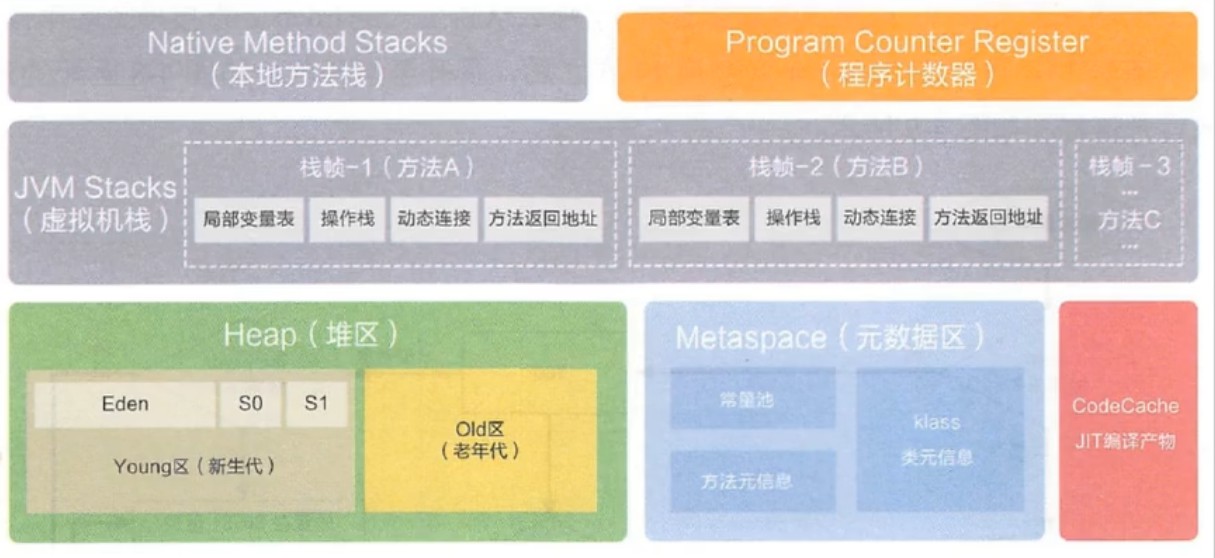 Native Method Stacks
（本地方法栈）
Program Counter Register
（程序计数器）
JVM Stacks
（虚拟机栈）
栈帧-1（方法A）
局部变量表
操作栈
动态连接
方法返回地址
栈帧-2（方法B）
局部变量表
操作栈
动态连接
方法返回地址
栈帧-3
...
方法C
...
Heap（堆区）
Eden
S0
S1
Young区（新生代）
Old区
（老年代）
Metaspace（元数据区）
常量池
方法元信息
klass
类元信息
CodeCache
JIT编译产物